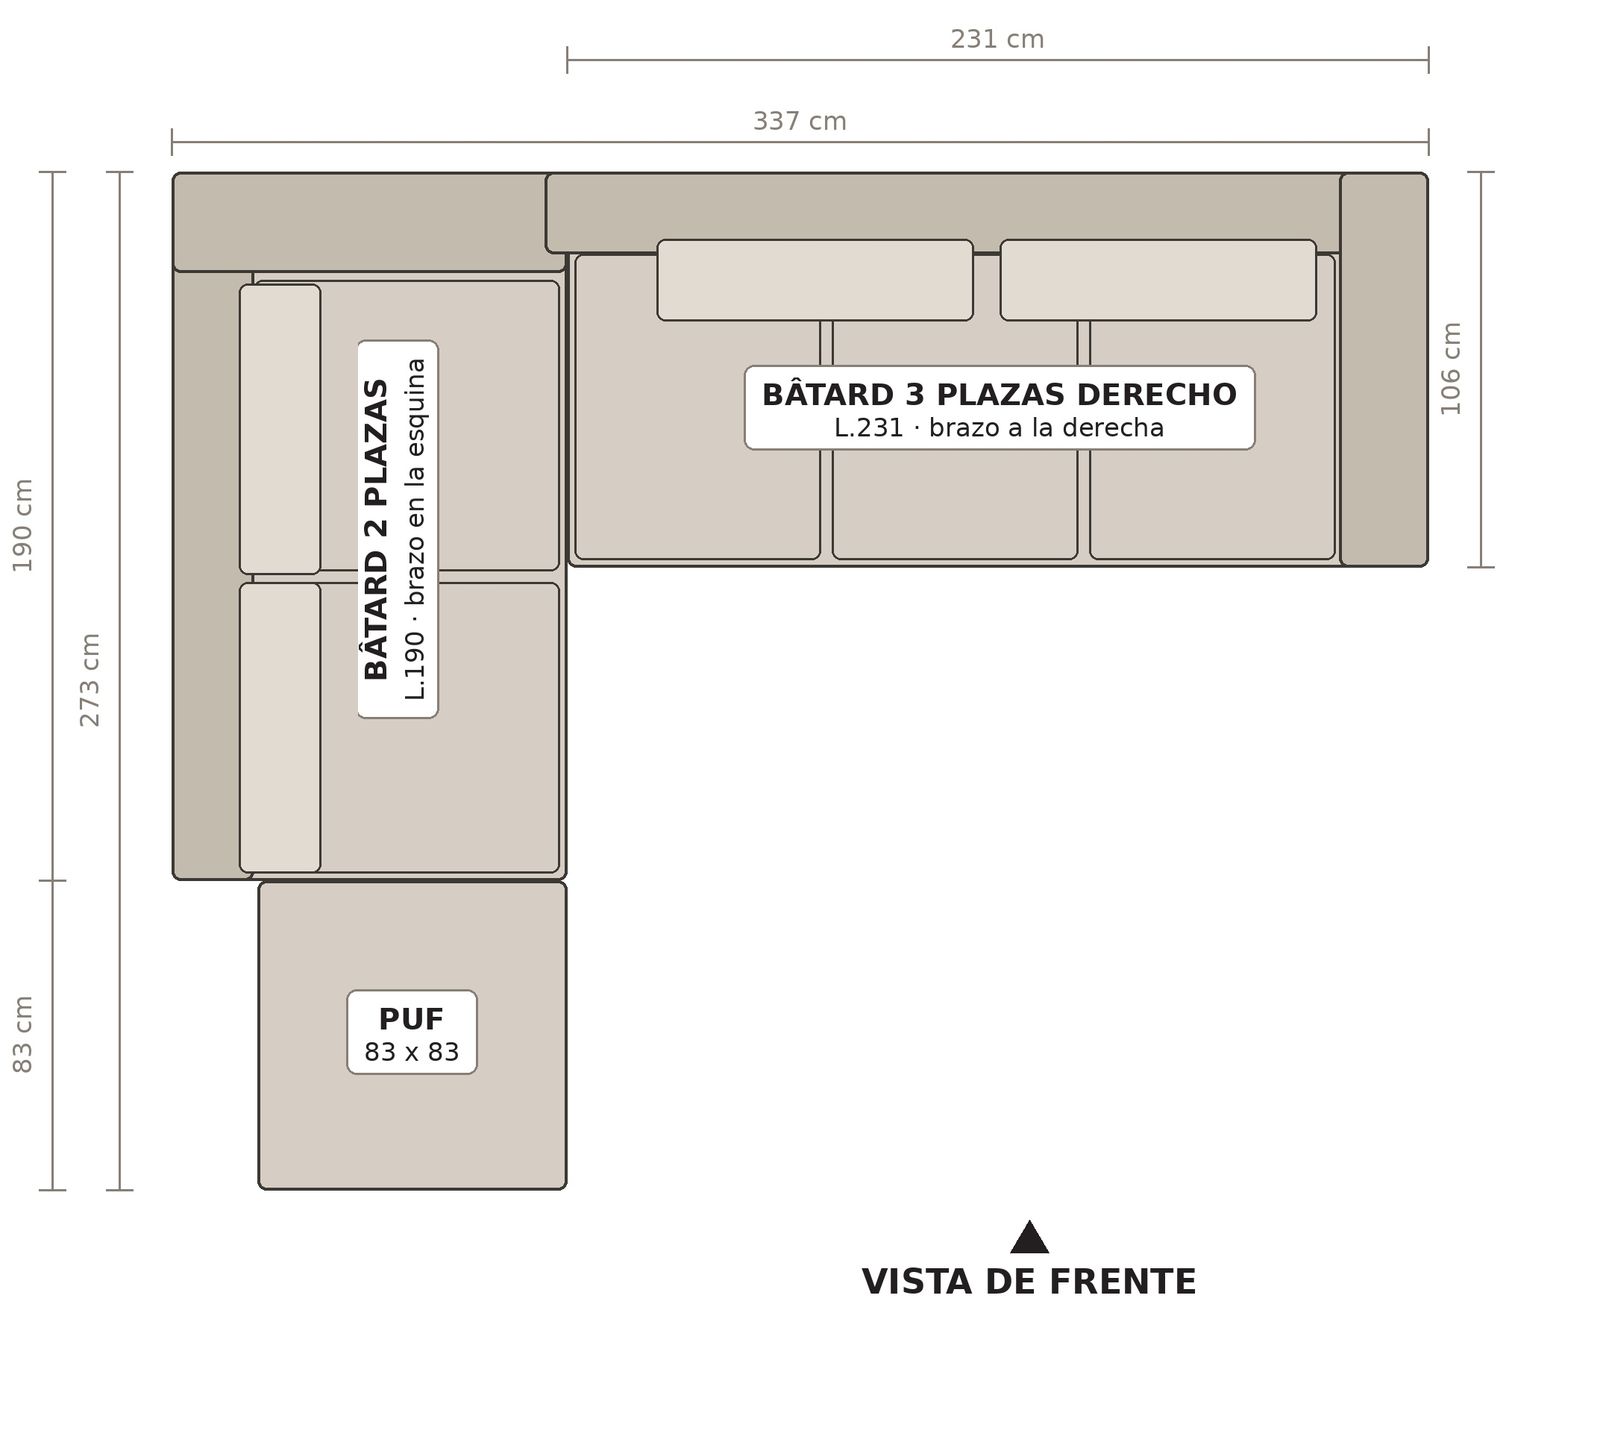 231 cm
337 cm
BÂTARD 3 PLAZAS DERECHO
L.231 · brazo a la derecha
106 cm
BÂTARD 2 PLAZAS
L.190 · brazo en la esquina
190 cm
273 cm
83 cm
PUF
83 x 83
VISTA DE FRENTE